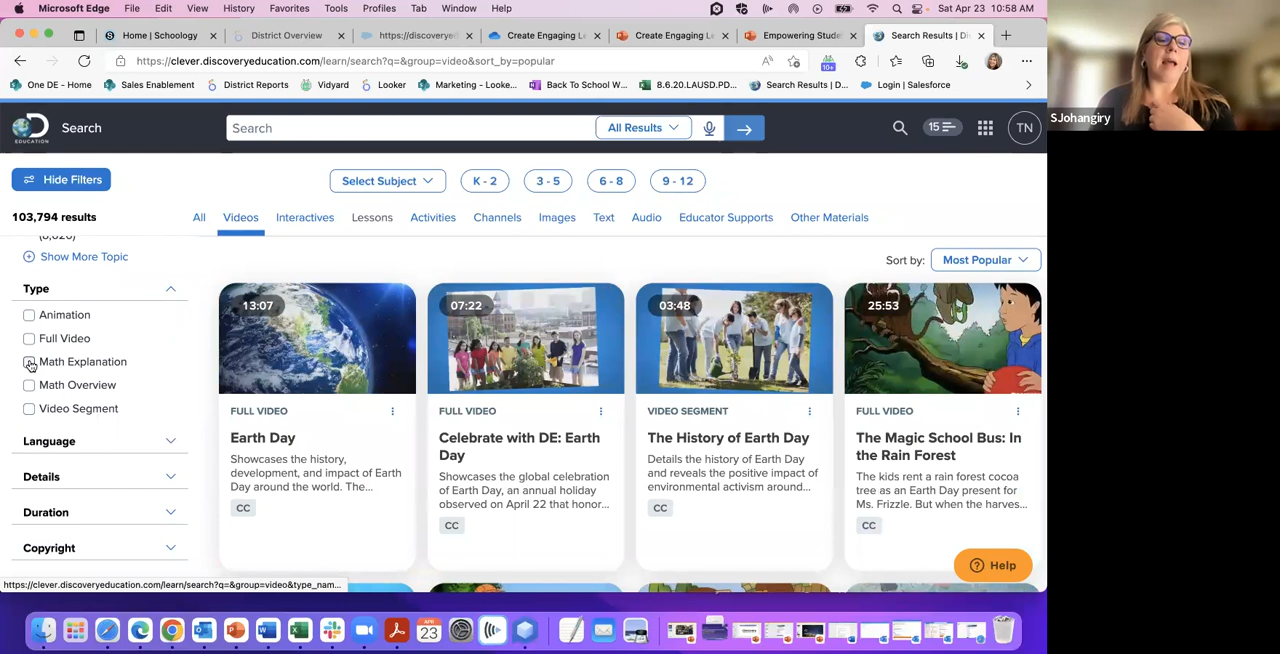 Microsoft Edge File Edit View History Favorites Tools Profiles Tab Window Help Sat Apr 23 10:58 AM
Home | Schoology District Overview https://discoveryed Create Engaging Le Create Engaging Le Empowering Stude Search Results | Di
https://clever.discoveryeducation.com/learn/search?q=&group=video&sort_by=popular
One DE - Home Sales Enablement District Reports Vidyard Looker Marketing - Looke... Back To School W... 8.6.20.LAUSD.PD... Search Results | D... Login | Salesforce
EDUCATION Search Search All Results 15 TN
Hide Filters Select Subject K - 2 3 - 5 6 - 8 9 - 12
103,794 results All Videos Interactives Lessons Activities Channels Images Text Audio Educator Supports Other Materials
Show More Topic
Sort by: Most Popular
Type
Animation
Full Video
Math Explanation
Math Overview
Video Segment
Language
Details
Duration
Copyright
13:07
FULL VIDEO
Earth Day
Showcases the history,
development, and impact of Earth
Day around the world. The...
CC
07:22
FULL VIDEO
Celebrate with DE: Earth
Day
Showcases the global celebration
of Earth Day, an annual holiday
observed on April 22 that honor...
CC
03:48
VIDEO SEGMENT
The History of Earth Day
Details the history of Earth Day
and reveals the positive impact of
environmental activism around...
CC
25:53
FULL VIDEO
The Magic School Bus: In
the Rain Forest
The kids rent a rain forest cocoa
tree as an Earth Day present for
Ms. Frizzle. But when the harves...
CC
Help
https://clever.discoveryeducation.com/learn/search?q=&group=video&type_nam...
APR
23
SJohangiry